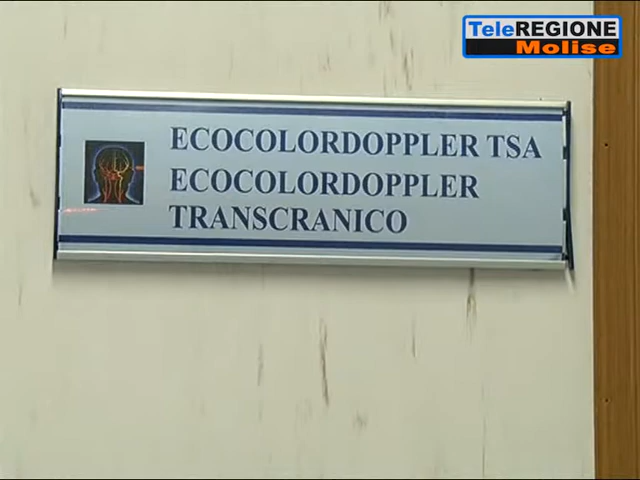 TeleREGIONE
Molise
ECOCOLORDOPPLER TSA
ECOCOLORDOPPLER
TRANSCRANICO